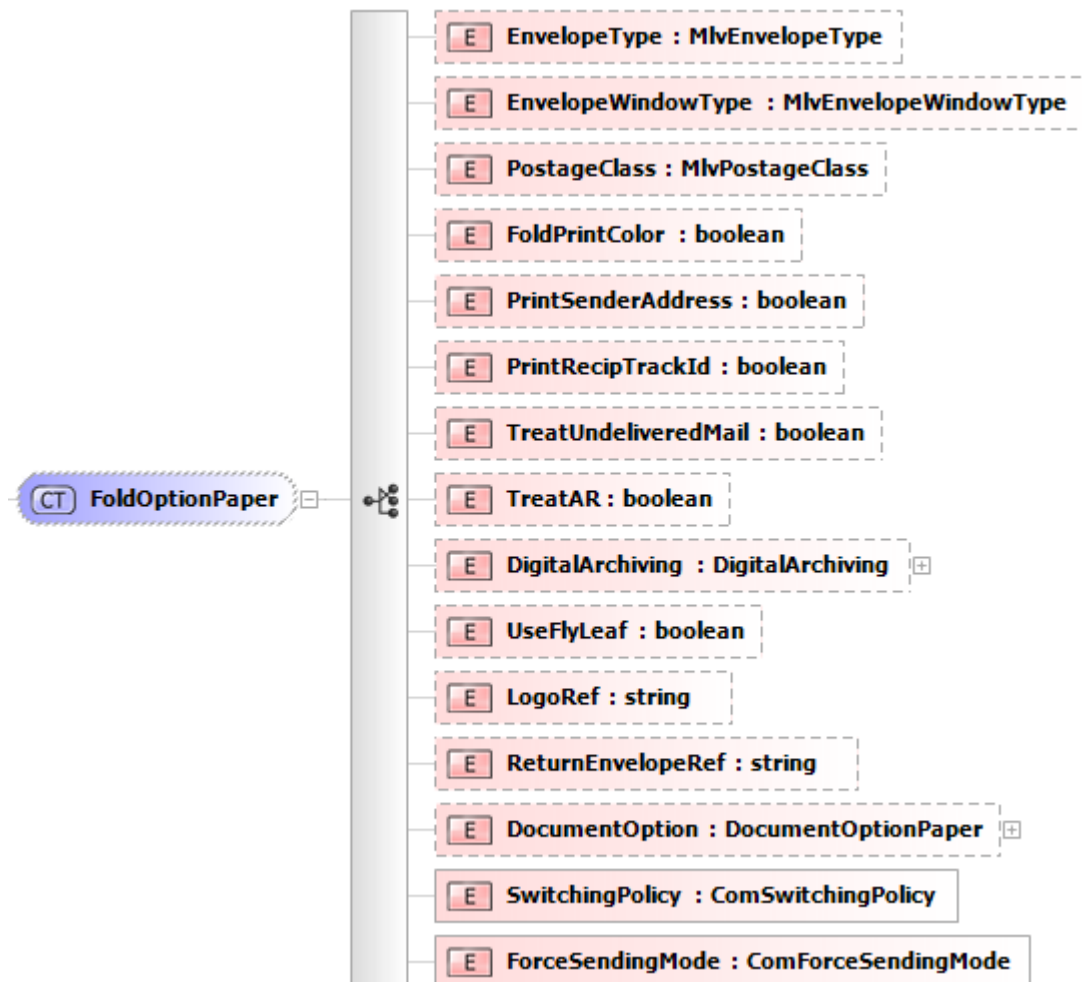 E EnvelopeType : MlvEnvelopeType
E EnvelopeWindowType : MlvEnvelopeWindowType
E PostageClass : MlvPostageClass
E FoldPrintColor : boolean
E PrintSenderAddress : boolean
E PrintRecipTrackId : boolean
E TreatUndeliveredMail : boolean
CT FoldOptionPaper
E TreatAR : boolean
E DigitalArchiving : DigitalArchiving
E UseFlyLeaf : boolean
E LogoRef : string
E ReturnEnvelopeRef : string
E DocumentOption : DocumentOptionPaper
E SwitchingPolicy : ComSwitchingPolicy
E ForceSendingMode : ComForceSendingMode